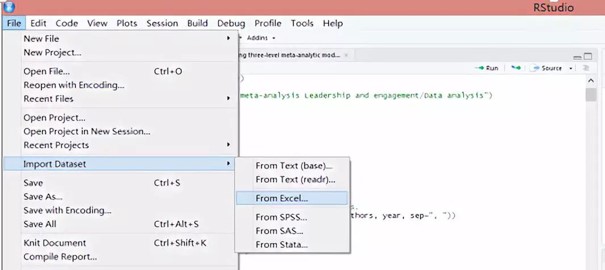 RStudio
File Edit Code View Plots Session Build Debug Profile Tools Help
Addins
New File
New Project...
Open File... Ctrl+O
Reopen with Encoding...
Recent Files
Open Project...
Open Project in New Session...
Recent Projects
Import Dataset
Save Ctrl+S
Save As...
Save with Encoding...
Save All Ctrl+Alt+S
Knit Document Ctrl+Shift+K
Compile Report...
From Text (base)...
From Text (readr)...
From Excel...
From SPSS...
From SAS...
From Stata...
ng three-level meta-analytic mod...
Run Source
)
meta-analysis Leadership and engagement/Data analysis")
s.
thors, year, sep=", "))